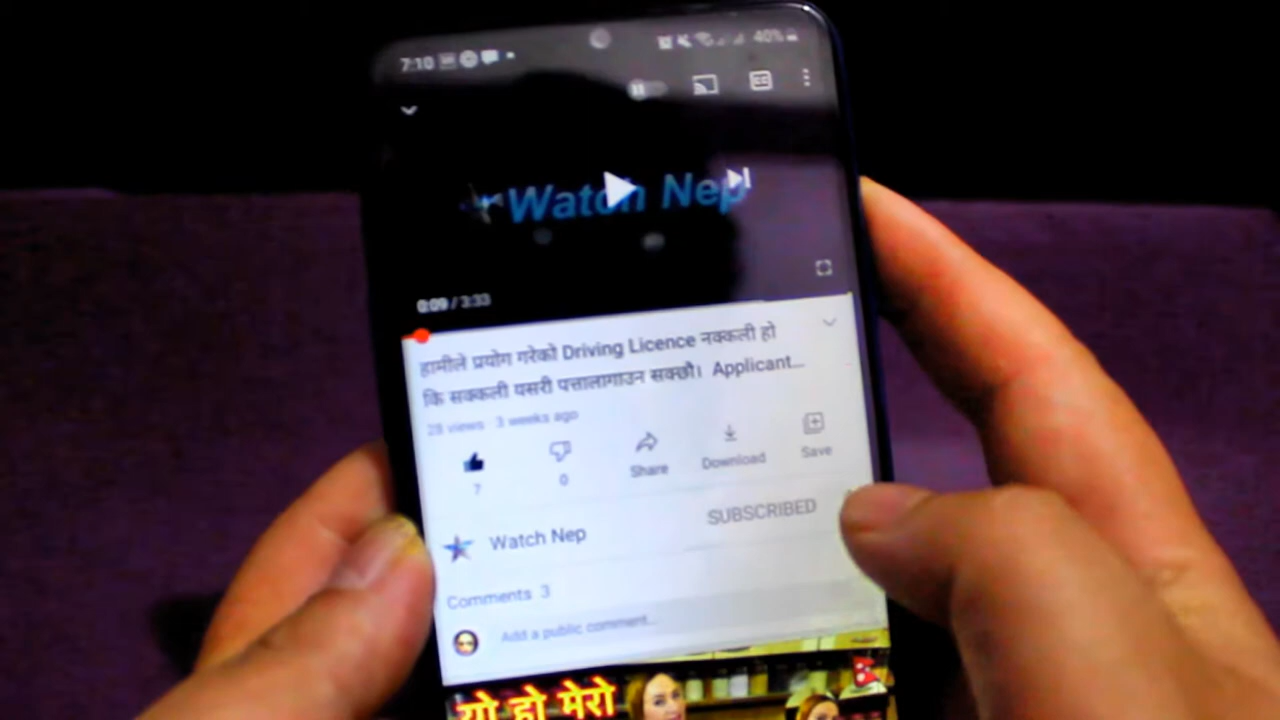 7:10
40%
Watch Nep
0:09 / 3:33
हामीले प्रयोग गरेको Driving Licence नक्कली हो
कि सक्कली यसरी पत्तालागाउन सक्छौ। Applicant...
28 views · 3 weeks ago
7
0
Share
Download
Save
Watch Nep
SUBSCRIBED
Comments 3
Add a public comment...
यो हो मेरो